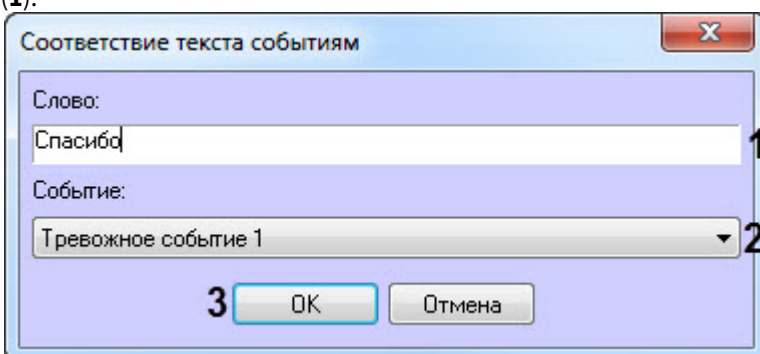 (1).
Соответствие текста событиям
Слово:
Спасибо
1
Событие:
Тревожное событие 1
2
3 OK Отмена